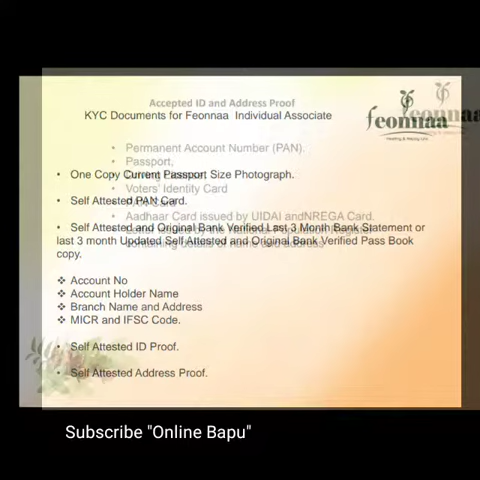 Accepted ID and Address Proof
KYC Documents for Feonnaa Individual Associate
feonnaa
• Permanent Account Number (PAN).
• Passport,
• One Copy Current Passport Size Photograph.
• Voters' Identity Card
• Self Attested PAN Card.
• Aadhaar Card issued by UIDAI andNREGA Card.
• Self Attested and Original Bank Verified Last 3 Month Bank Statement or
last 3 month Updated Self Attested and Original Bank Verified Pass Book
copy.
❖ Account No
❖ Account Holder Name
❖ Branch Name and Address
❖ MICR and IFSC Code.
• Self Attested ID Proof.
• Self Attested Address Proof.
Subscribe "Online Bapu"